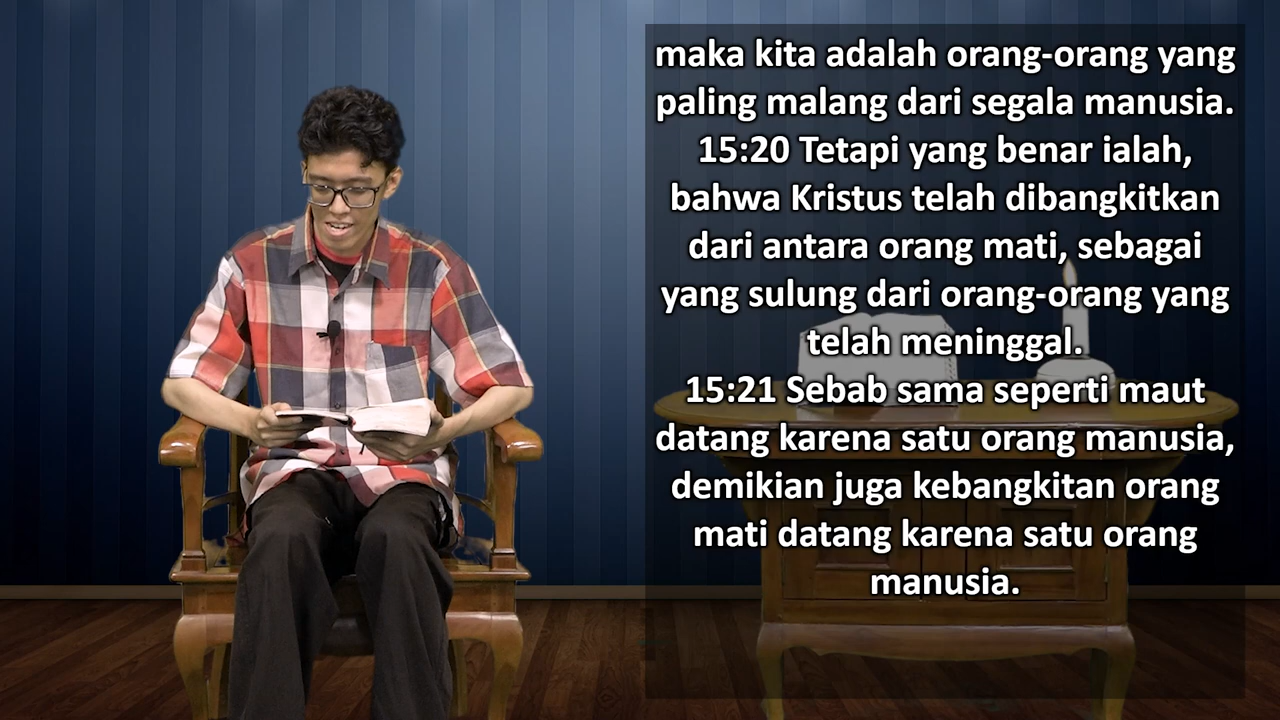 maka kita adalah orang-orang yang
paling malang dari segala manusia.
15:20 Tetapi yang benar ialah,
bahwa Kristus telah dibangkitkan
dari antara orang mati, sebagai
yang sulung dari orang-orang yang
telah meninggal.
15:21 Sebab sama seperti maut
datang karena satu orang manusia,
demikian juga kebangkitan orang
mati datang karena satu orang
manusia.